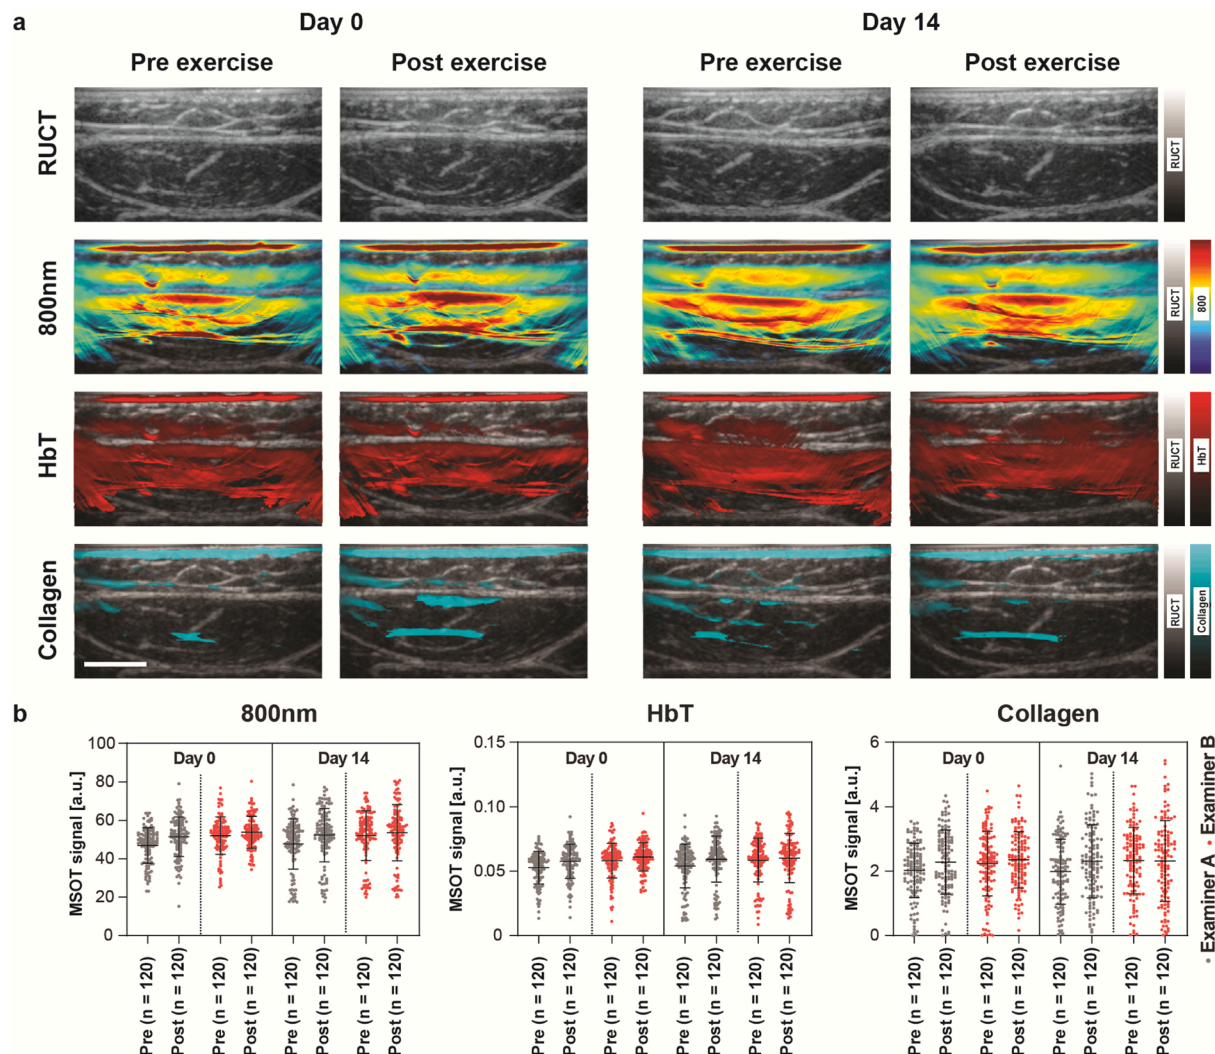 a
Day 0
Day 14
Pre exercise
Post exercise
Pre exercise
Post exercise
RUCT
RUCT
800nm
RUCT
800
HbT
RUCT
HbT
Collagen
RUCT
Collagen
b
800nm
HbT
Collagen
MSOT signal [a.u.]
100
80
60
40
20
0
Day 0
Day 14
Pre (n = 120)
Post (n = 120)
Pre (n = 120)
Post (n = 120)
Pre (n = 120)
Post (n = 120)
Pre (n = 120)
Post (n = 120)
MSOT signal [a.u.]
0.15
0.10
0.05
0
Day 0
Day 14
Pre (n = 120)
Post (n = 120)
Pre (n = 120)
Post (n = 120)
Pre (n = 120)
Post (n = 120)
Pre (n = 120)
Post (n = 120)
MSOT signal [a.u.]
6
4
2
0
Day 0
Day 14
Pre (n = 120)
Post (n = 120)
Pre (n = 120)
Post (n = 120)
Pre (n = 120)
Post (n = 120)
Pre (n = 120)
Post (n = 120)
• Examiner A • Examiner B